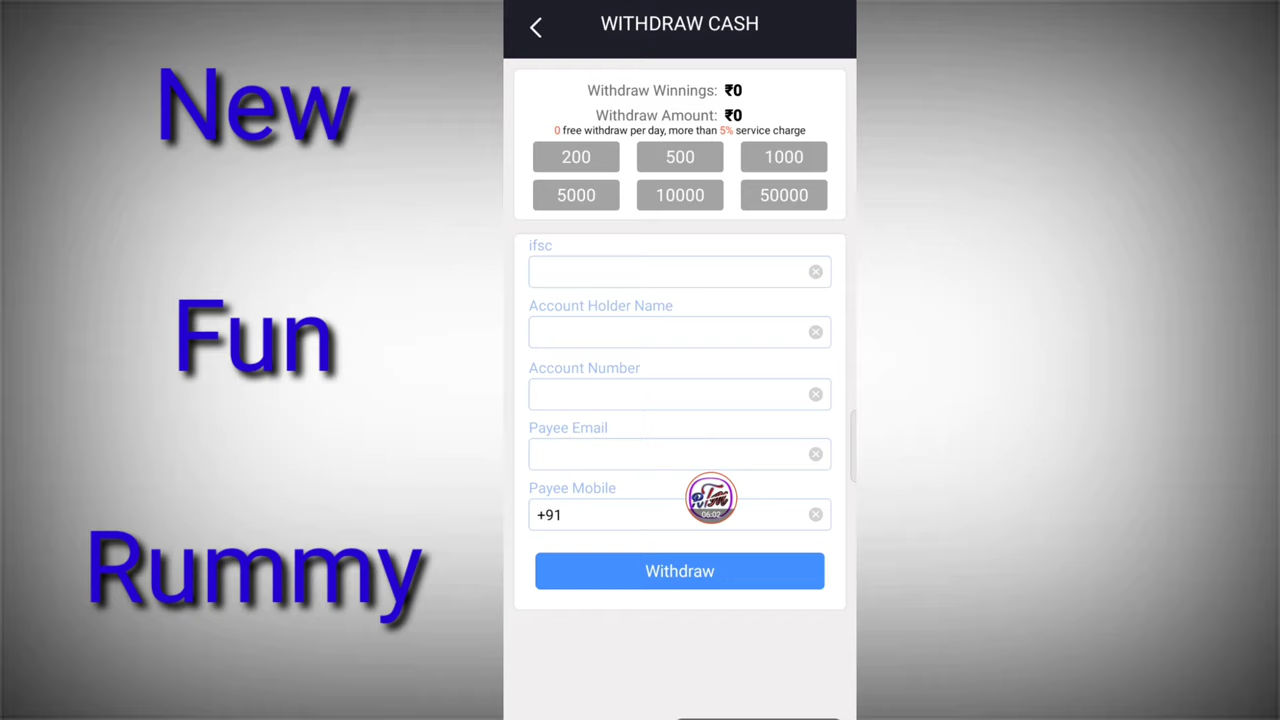 New
Fun
Rummy
WITHDRAW CASH
Withdraw Winnings: ₹0
Withdraw Amount: ₹0
0 free withdraw per day, more than 5% service charge
200 500 1000
5000 10000 50000
ifsc
Account Holder Name
Account Number
Payee Email
Payee Mobile
+91
06:02
Withdraw